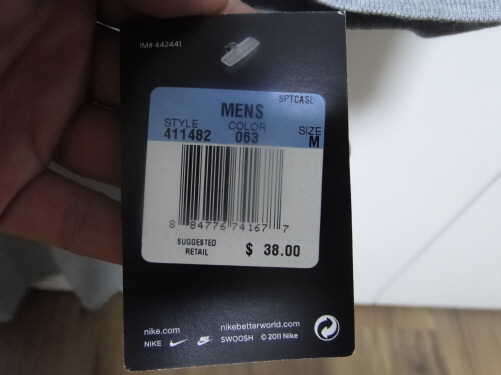 IM# 442441
SPTCASL
MENS
STYLE COLOR SIZE
411482 063 M
8 84776 74167 7
SUGGESTED
RETAIL $ 38.00
nike.com nikebetterworld.com
NIKE SWOOSH © 2011 Nike